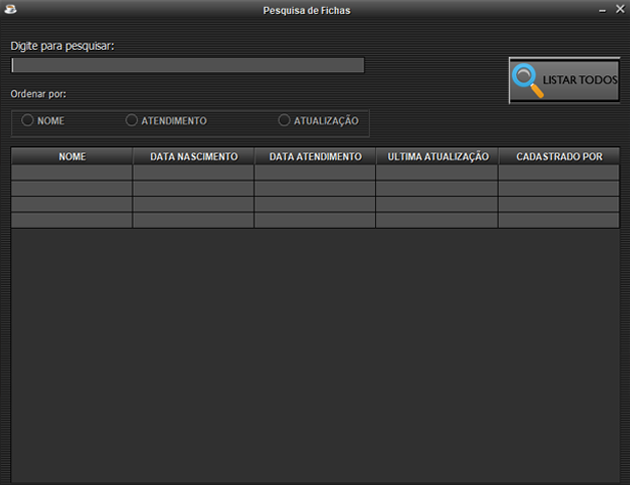 Pesquisa de Fichas
Digite para pesquisar:
LISTAR TODOS
Ordenar por:
NOME ATENDIMENTO ATUALIZAÇÃO
NOME DATA NASCIMENTO DATA ATENDIMENTO ULTIMA ATUALIZAÇÃO CADASTRADO POR